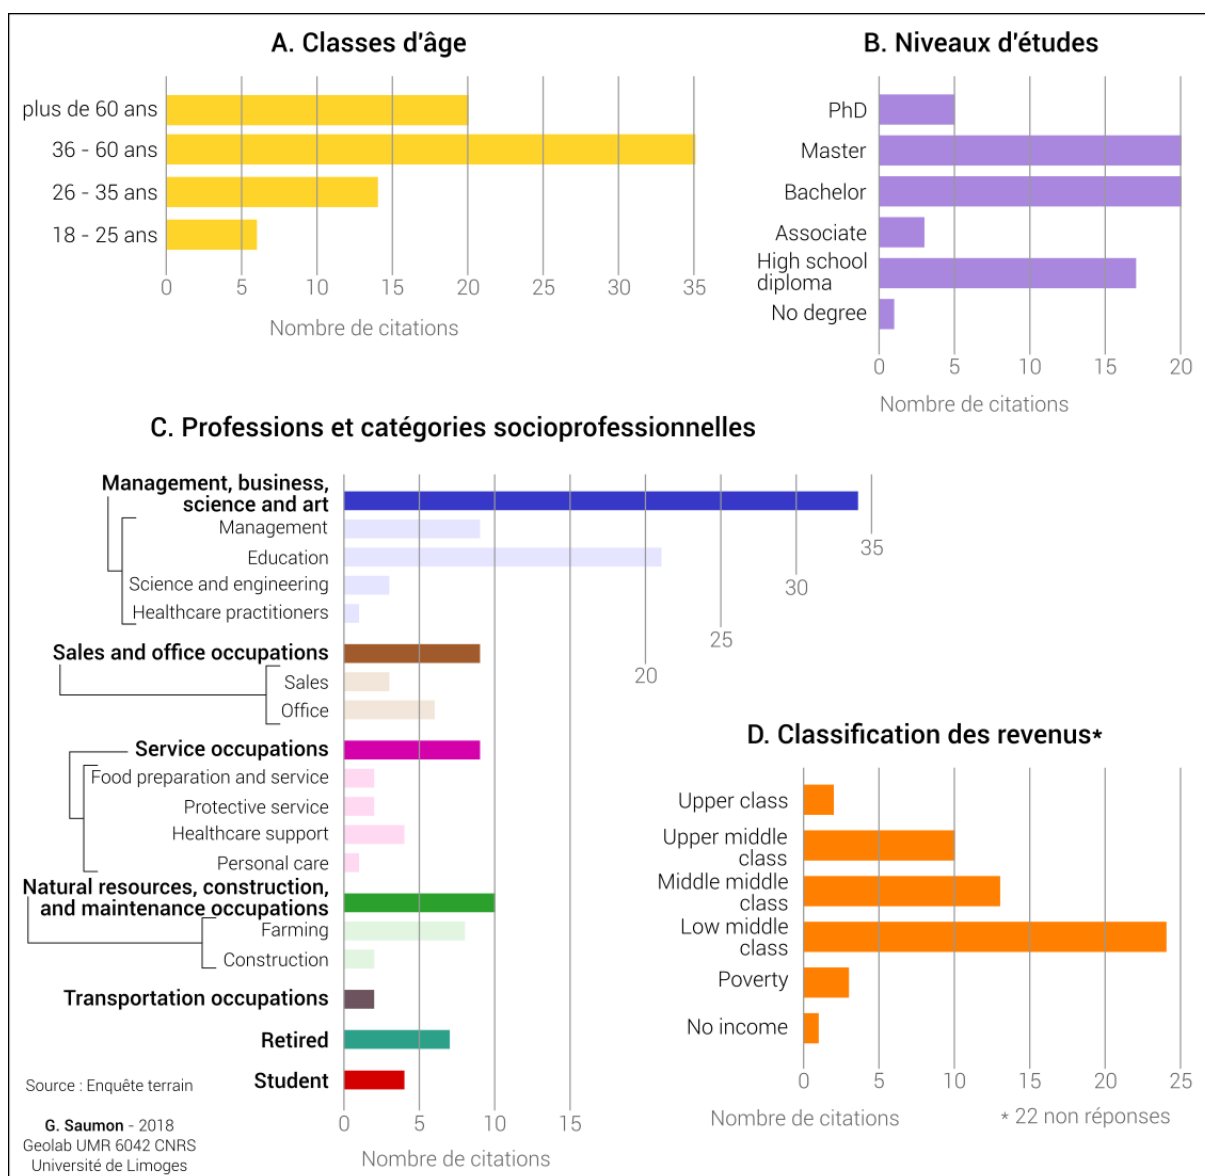 A. Classes d'âge
plus de 60 ans
36 - 60 ans
26 - 35 ans
18 - 25 ans
0 5 10 15 20 25 30 35
Nombre de citations
B. Niveaux d'études
PhD
Master
Bachelor
Associate
High school
diploma
No degree
0 5 10 15 20
Nombre de citations
C. Professions et catégories socioprofessionnelles
Management, business,
science and art
Management
Education
Science and engineering
Healthcare practitioners
Sales and office occupations
Sales
Office
Service occupations
Food preparation and service
Protective service
Healthcare support
Personal care
Natural resources, construction,
and maintenance occupations
Farming
Construction
Transportation occupations
Retired
Student
35
30
25
20
0 5 10 15
Nombre de citations
D. Classification des revenus*
Upper class
Upper middle
class
Middle middle
class
Low middle
class
Poverty
No income
0 5 10 15 20 25
Nombre de citations
* 22 non réponses
Source : Enquête terrain
G. Saumon - 2018
Geolab UMR 6042 CNRS
Université de Limoges